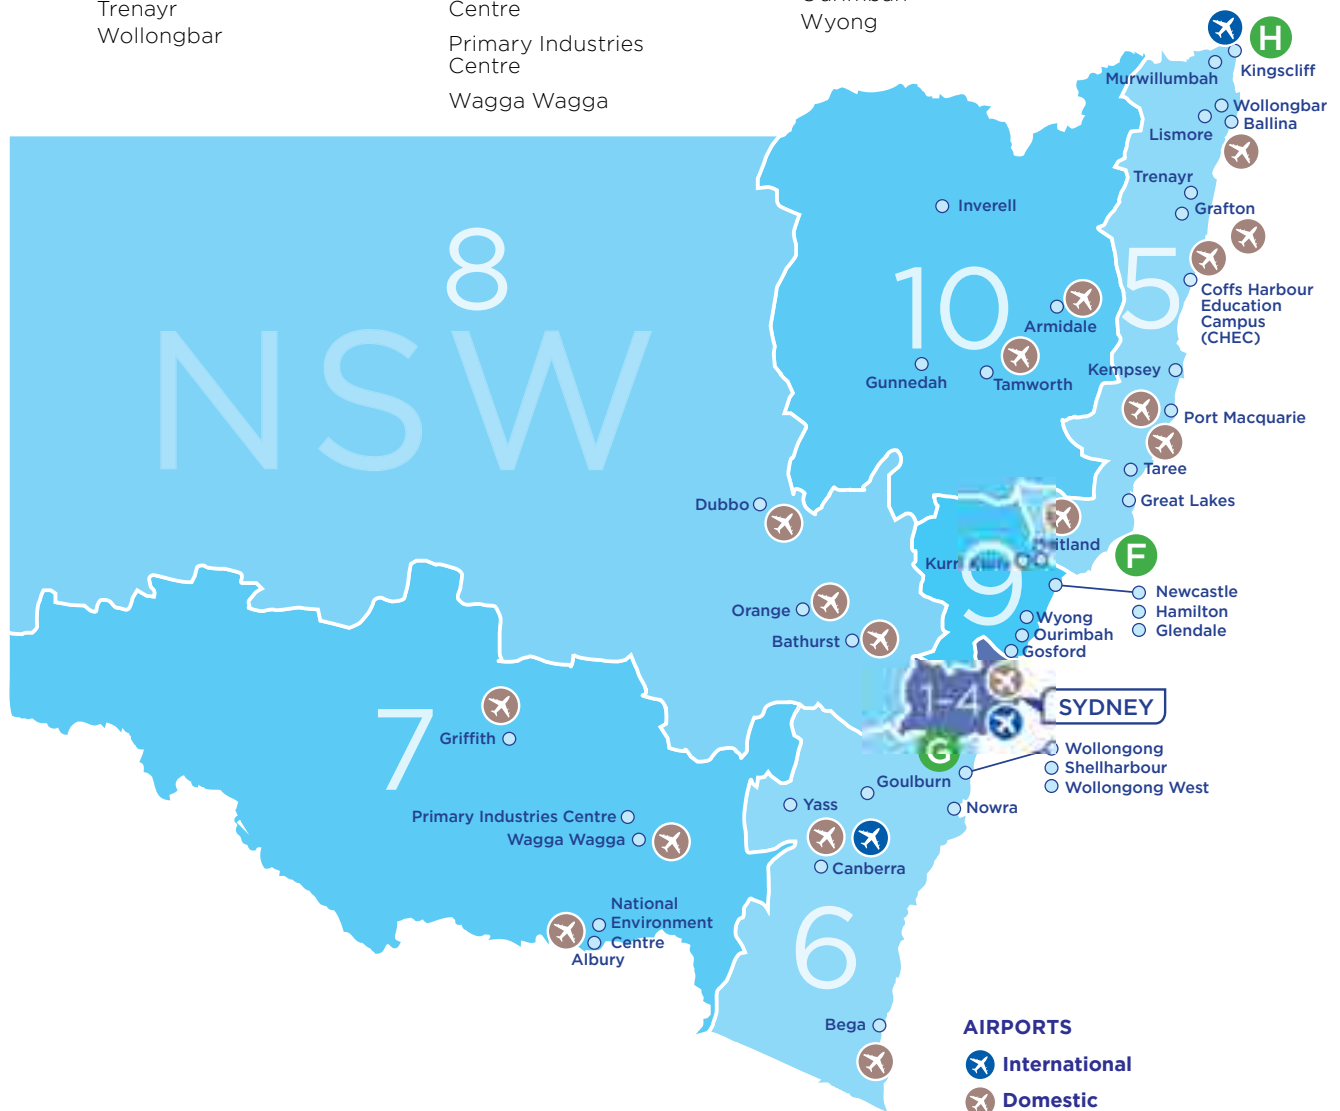 Trenayr
Wollongbar
Centre
Primary Industries
Centre
Wagga Wagga
Wyong
H
Kingscliff
Murwillumbah
Wollongbar
Ballina
Lismore
Trenayr
Grafton
Inverell
8
10
5
NSW
Coffs Harbour
Education
Campus
(CHEC)
Armidale
Kempsey
Gunnedah
Tamworth
Port Macquarie
Taree
Great Lakes
Dubbo
F
9
Newcastle
Hamilton
Glendale
Orange
Wyong
Ourimbah
Gosford
Bathurst
1-4
SYDNEY
7
Griffith
G
Wollongong
Shellharbour
Wollongong West
Goulburn
Yass
Nowra
Primary Industries Centre
Wagga Wagga
Canberra
National
Environment
Centre
Albury
6
Bega
AIRPORTS
International
Domestic